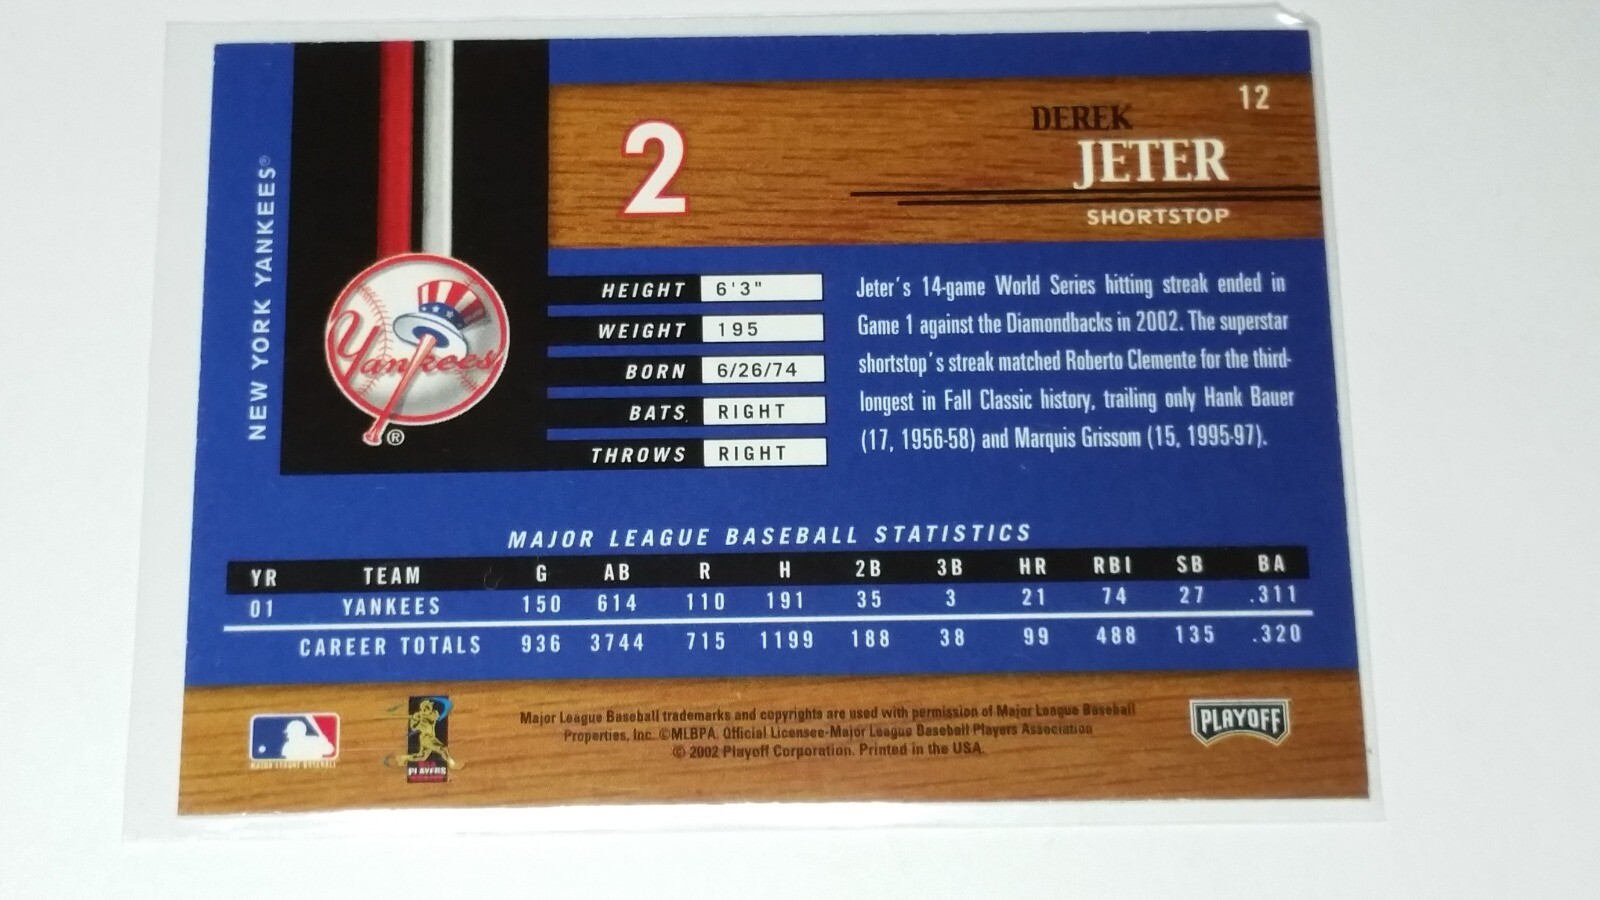 NEW YORK YANKEES®
Yankees
®
2
12
DEREK
JETER
SHORTSTOP
HEIGHT 6'3"
WEIGHT 195
BORN 6/26/74
BATS RIGHT
THROWS RIGHT
Jeter's 14-game World Series hitting streak ended in
Game 1 against the Diamondbacks in 2002. The superstar
shortstop's streak matched Roberto Clemente for the third-
longest in Fall Classic history, trailing only Hank Bauer
(17, 1956-58) and Marquis Grissom (15, 1995-97).
MAJOR LEAGUE BASEBALL STATISTICS
YR TEAM G AB R H 2B 3B HR RBI SB BA
01 YANKEES 150 614 110 191 35 3 21 74 27 .311
CAREER TOTALS 936 3744 715 1199 188 38 99 488 135 .320
MAJOR LEAGUE BASEBALL
PLAYERS
Major League Baseball trademarks and copyrights are used with permission of Major League Baseball
Properties, Inc. ©MLBPA. Official Licensee-Major League Baseball Players Association
© 2002 Playoff Corporation. Printed in the USA.
PLAYOFF